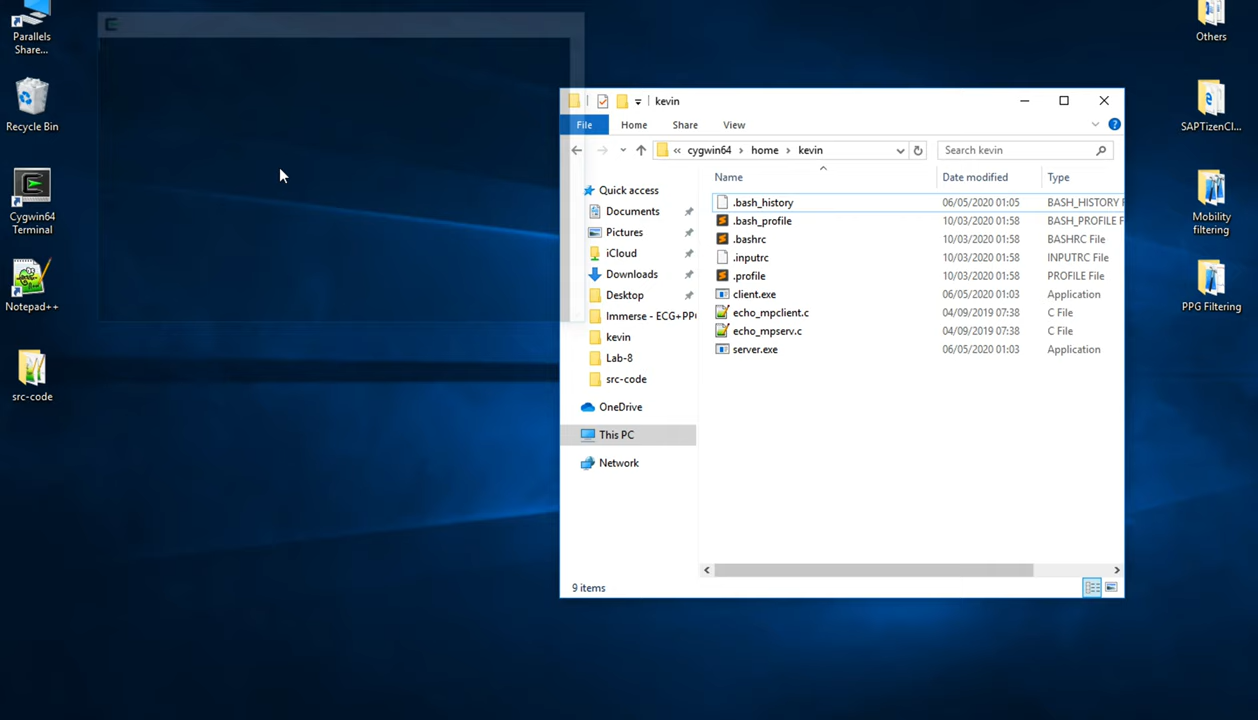 Parallels
Share...
Recycle Bin
Cygwin64
Terminal
Notepad++
src-code
kevin
File
Home
Share
View
« cygwin64 › home › kevin
Search kevin
Name
Date modified
Type
Quick access
Documents
Pictures
iCloud
Downloads
Desktop
Immerse - ECG+PP
kevin
Lab-8
src-code
OneDrive
This PC
Network
.bash_history 06/05/2020 01:05 BASH_HISTORY F
.bash_profile 10/03/2020 01:58 BASH_PROFILE F
.bashrc 10/03/2020 01:58 BASHRC File
.inputrc 10/03/2020 01:58 INPUTRC File
.profile 10/03/2020 01:58 PROFILE File
client.exe 06/05/2020 01:03 Application
echo_mpclient.c 04/09/2019 07:38 C File
echo_mpserv.c 04/09/2019 07:38 C File
server.exe 06/05/2020 01:03 Application
9 items
Others
SAPTizenCl...
Mobility
filtering
PPG Filtering